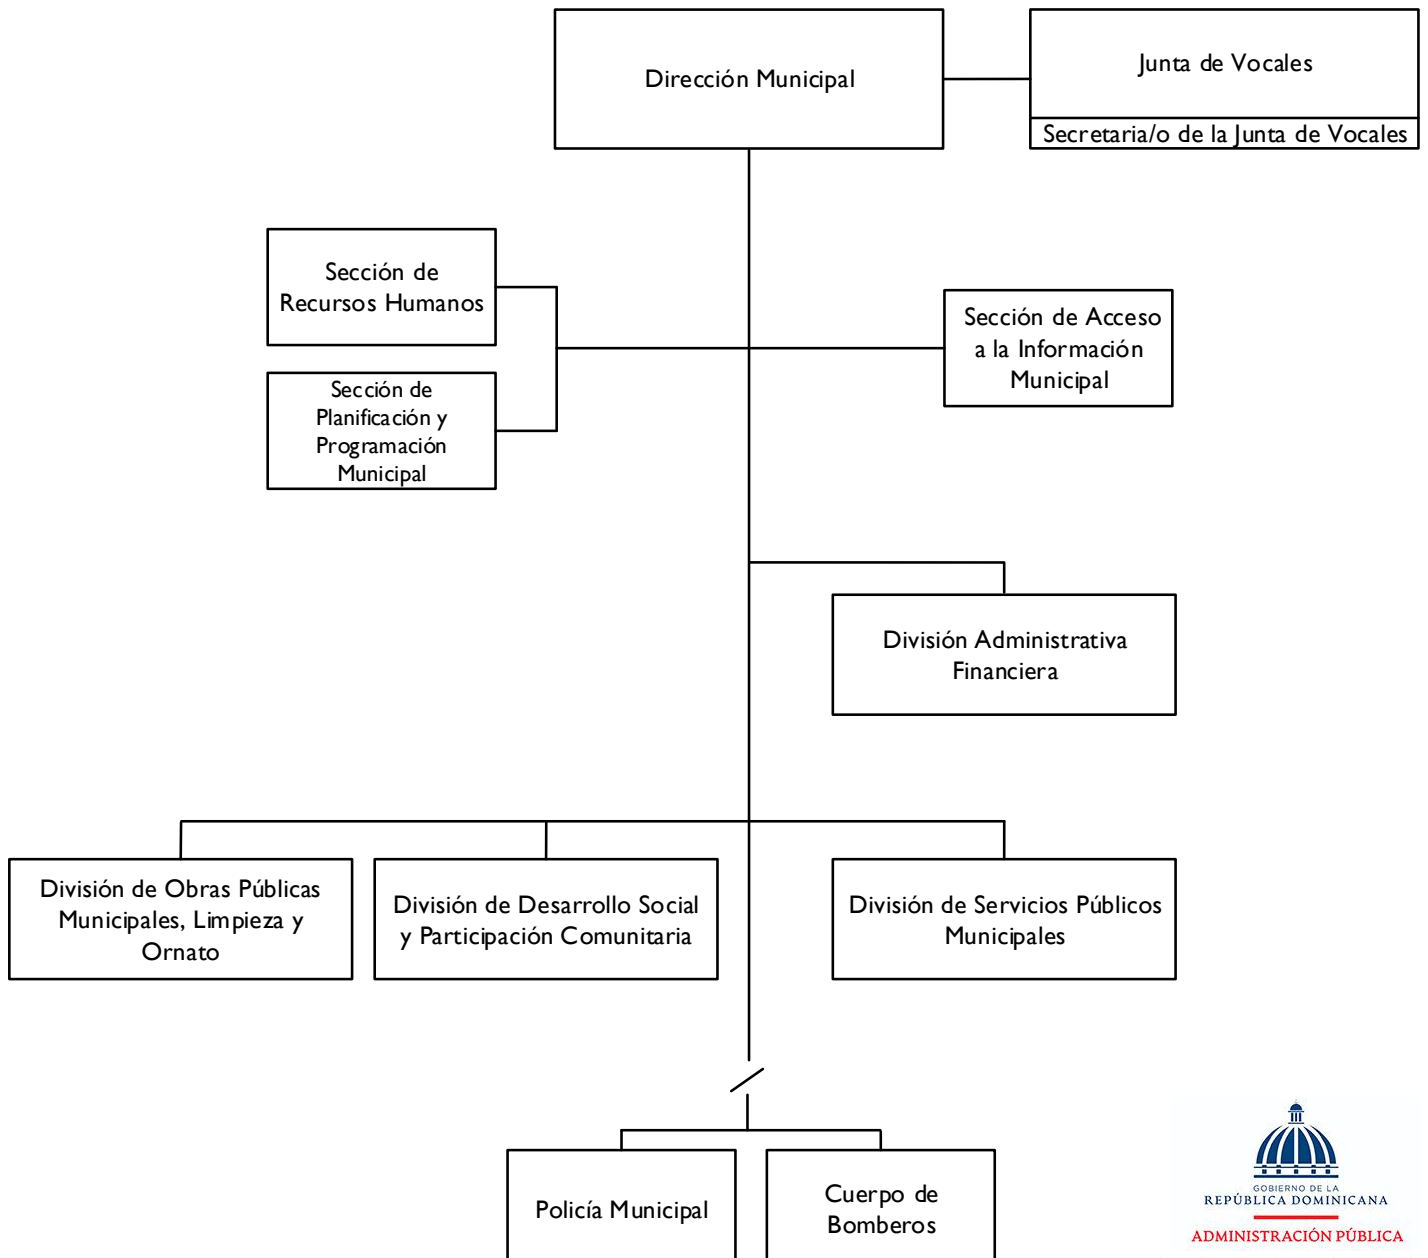 Dirección Municipal
Junta de Vocales
Secretaria/o de la Junta de Vocales
Sección de
Recursos Humanos
Sección de Acceso
a la Información
Municipal
Sección de
Planificación y
Programación
Municipal
División Administrativa
Financiera
División de Obras Públicas
Municipales, Limpieza y
Ornato
División de Desarrollo Social
y Participación Comunitaria
División de Servicios Públicos
Municipales
Policía Municipal
Cuerpo de
Bomberos
GOBIERNO DE LA
REPÚBLICA DOMINICANA
ADMINISTRACIÓN PÚBLICA